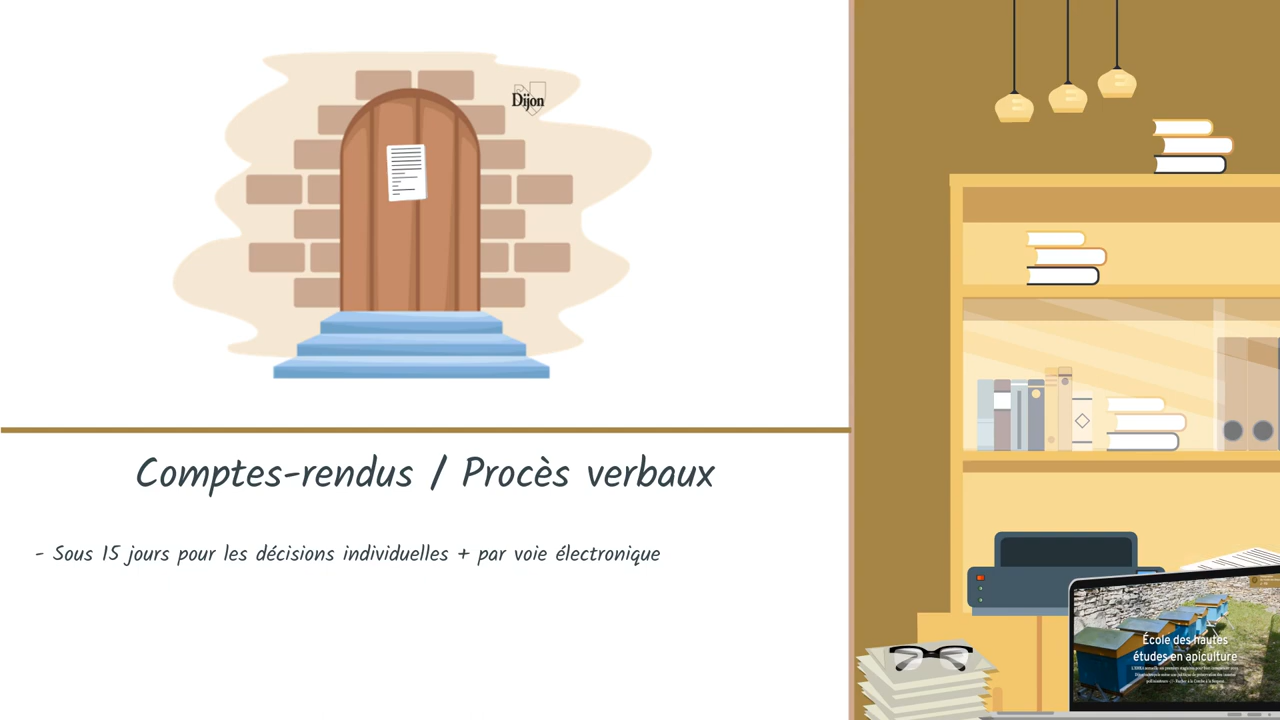 Dijon
Comptes-rendus / Procès verbaux
- Sous 15 jours pour les décisions individuelles + par voie électronique
École des hautes
études en apiculture